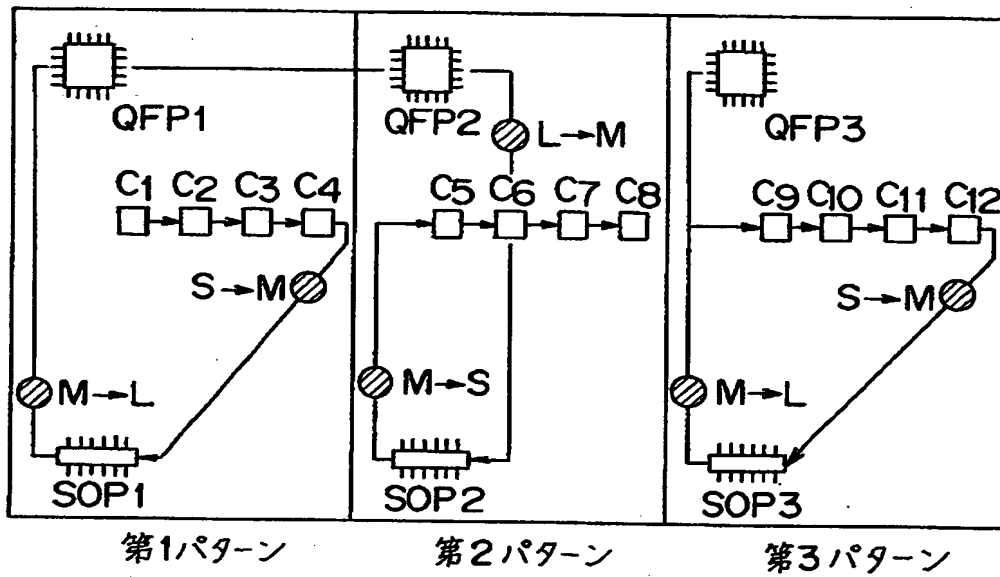 QFP1
QFP2
L→M
QFP3
C1 C2 C3 C4
C5 C6 C7 C8
C9 C10 C11 C12
S→M
S→M
M→L
M→S
M→L
SOP1
SOP2
SOP3
第1パターン
第2パターン
第3パターン